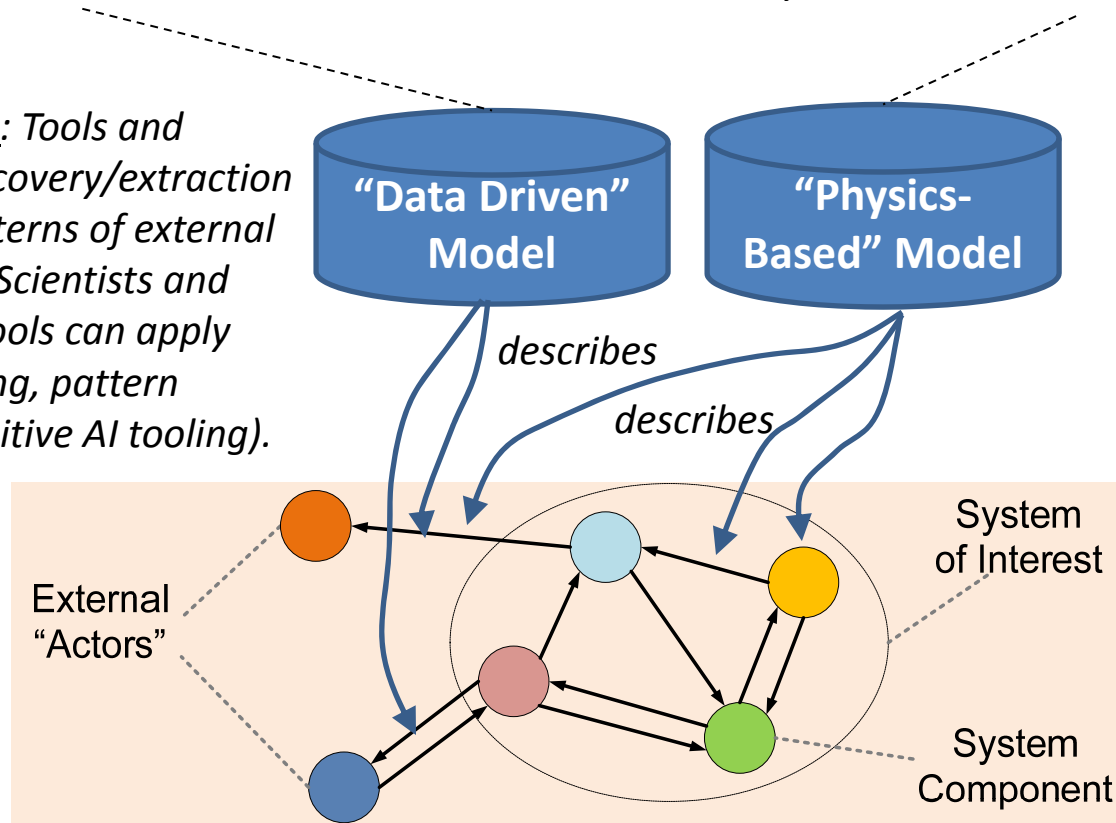 : Tools and
covery/extraction
terns of external
Scientists and
ools can apply
ng, pattern
itive AI tooling).
“Data Driven”
Model
“Physics-
Based” Model
describes
describes
External
“Actors”
System
of Interest
System
Component